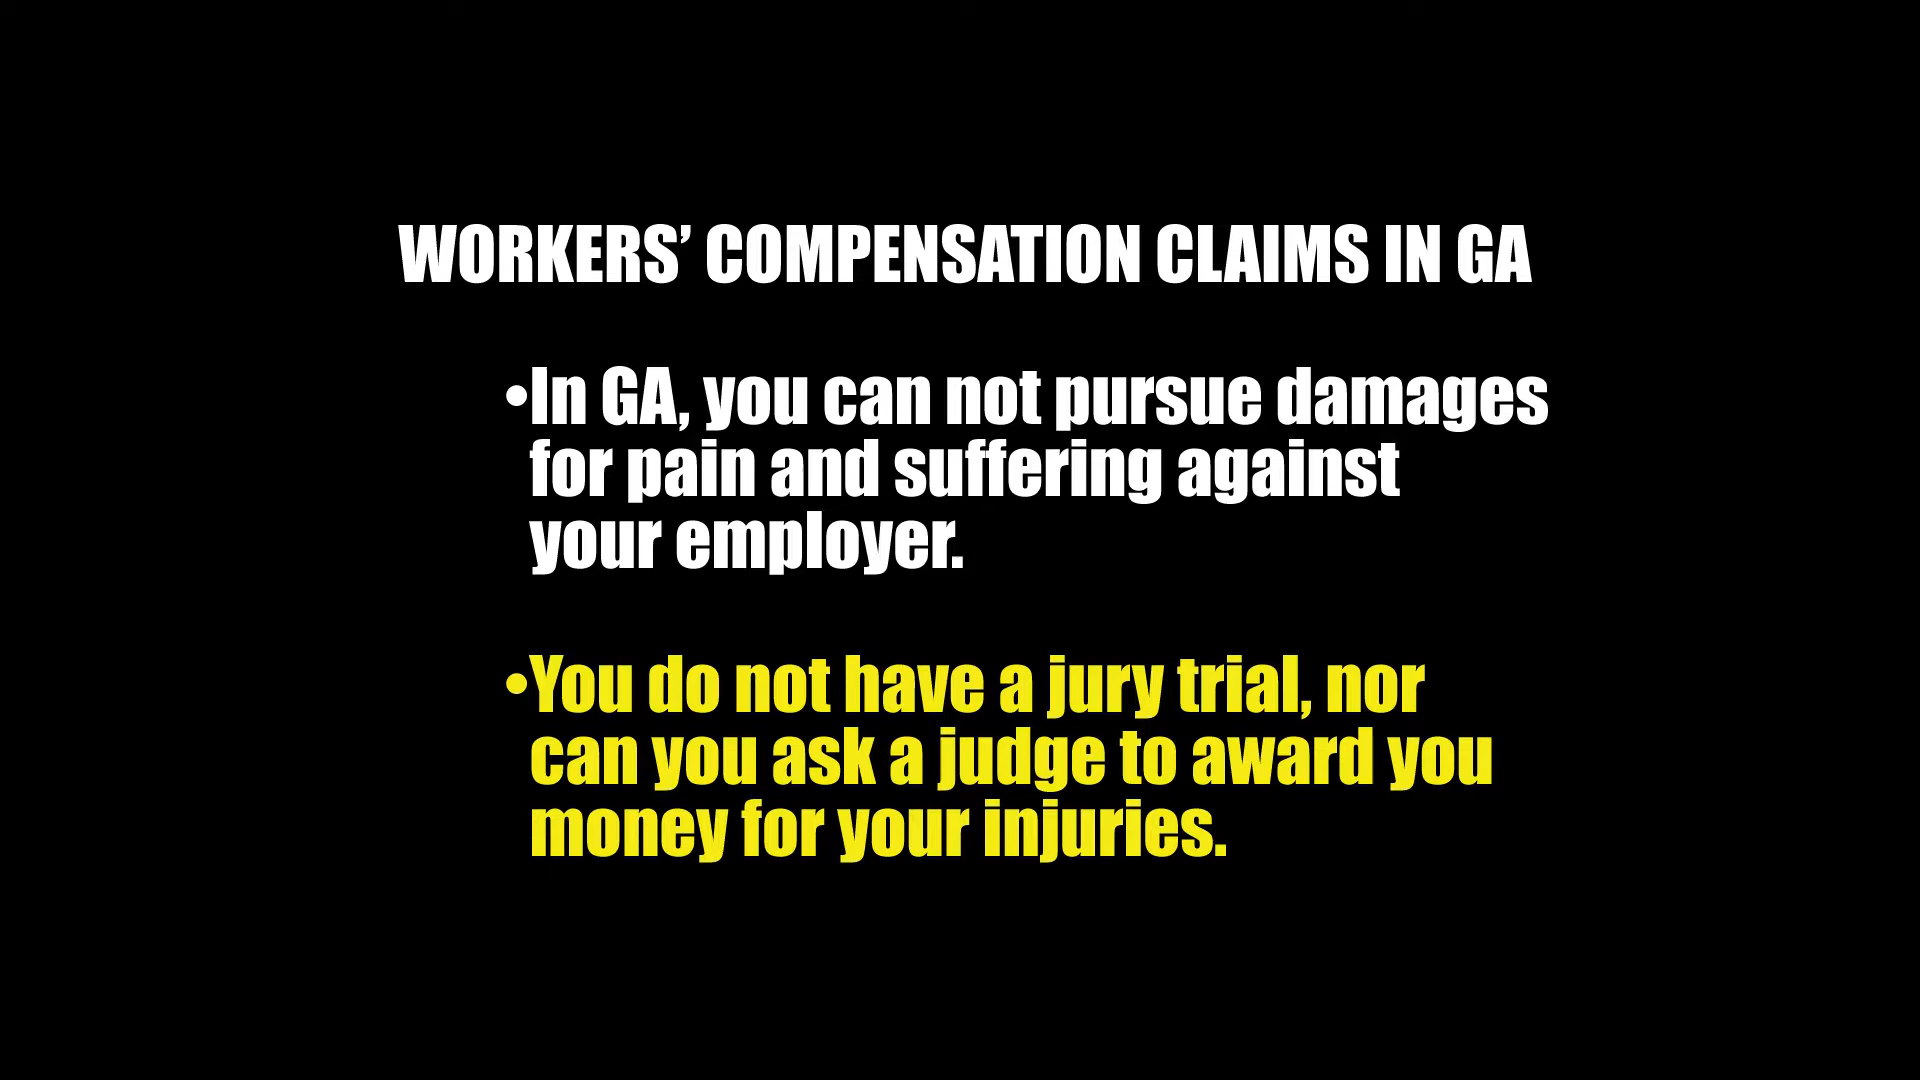 WORKERS’ COMPENSATION CLAIMS IN GA
•In GA, you can not pursue damages
for pain and suffering against
your employer.
•You do not have a jury trial, nor
can you ask a judge to award you
money for your injuries.